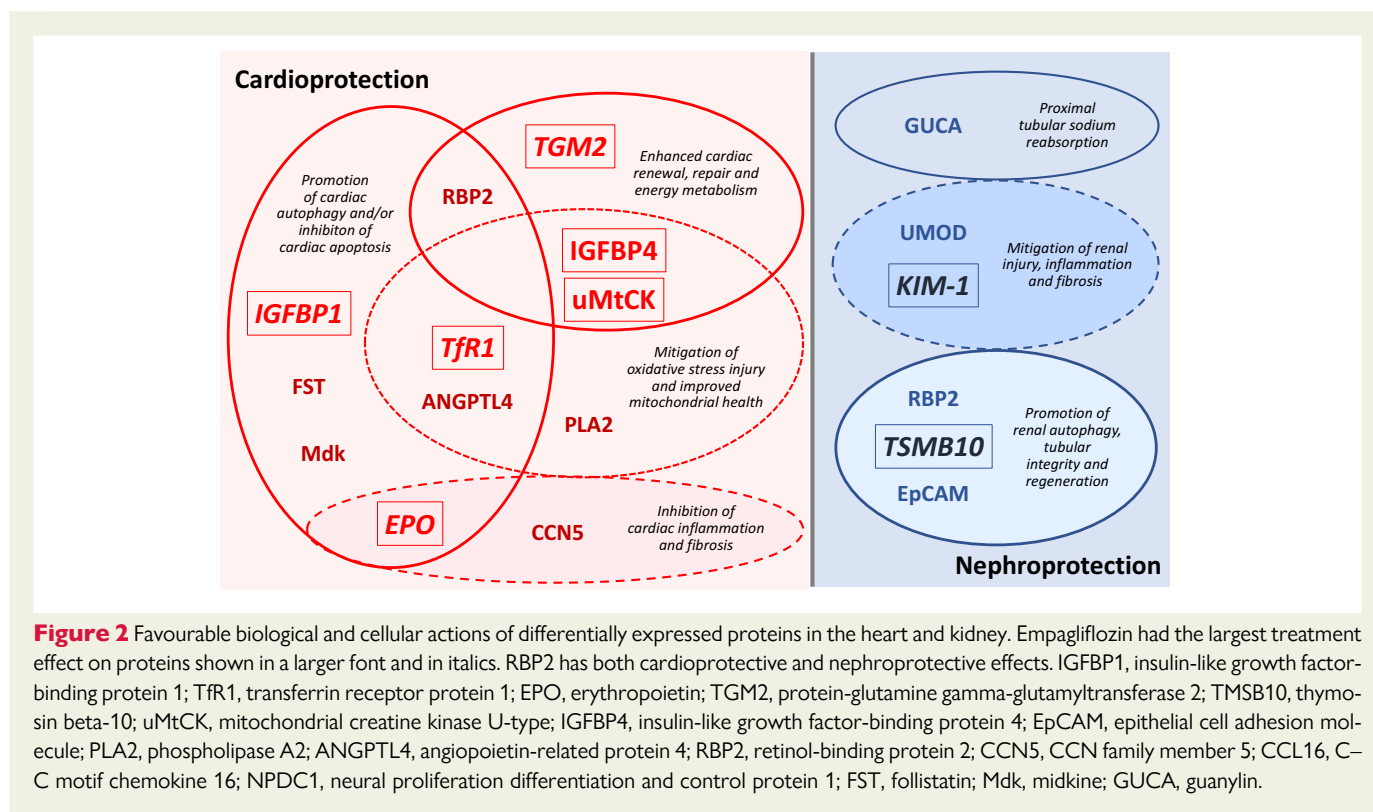 Cardioprotection
Promotion
of cardiac
autophagy and/or
inhibiton of
cardiac apoptosis
RBP2
TGM2
Enhanced cardiac
renewal, repair and
energy metabolism
IGFBP4
uMtCK
IGFBP1
TfR1
FST
ANGPTL4
Mdk
PLA2
Mitigation of
oxidative stress injury
and improved
mitochondrial health
EPO
CCN5
Inhibition of
cardiac inflammation
and fibrosis
GUCA
Proximal
tubular sodium
reabsorption
UMOD
KIM-1
Mitigation of renal
injury, inflammation
and fibrosis
RBP2
TSMB10
EpCAM
Promotion of
renal autophagy,
tubular
integrity and
regeneration
Nephroprotection
Figure 2 Favourable biological and cellular actions of differentially expressed proteins in the heart and kidney. Empagliflozin had the largest treatment
effect on proteins shown in a larger font and in italics. RBP2 has both cardioprotective and nephroprotective effects. IGFBP1, insulin-like growth factor-
binding protein 1; TfR1, transferrin receptor protein 1; EPO, erythropoietin; TGM2, protein-glutamine gamma-glutamyltransferase 2; TMSB10, thymo-
sin beta-10; uMtCK, mitochondrial creatine kinase U-type; IGFBP4, insulin-like growth factor-binding protein 4; EpCAM, epithelial cell adhesion mol-
ecule; PLA2, phospholipase A2; ANGPTL4, angiopoietin-related protein 4; RBP2, retinol-binding protein 2; CCN5, CCN family member 5; CCL16, C–
C motif chemokine 16; NPDC1, neural proliferation differentiation and control protein 1; FST, follistatin; Mdk, midkine; GUCA, guanylin.